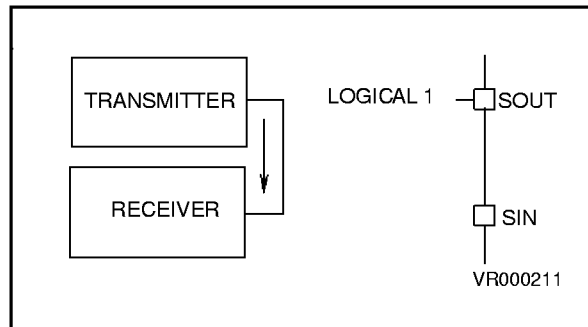 TRANSMITTER
LOGICAL 1
SOUT
RECEIVER
SIN
VR000211